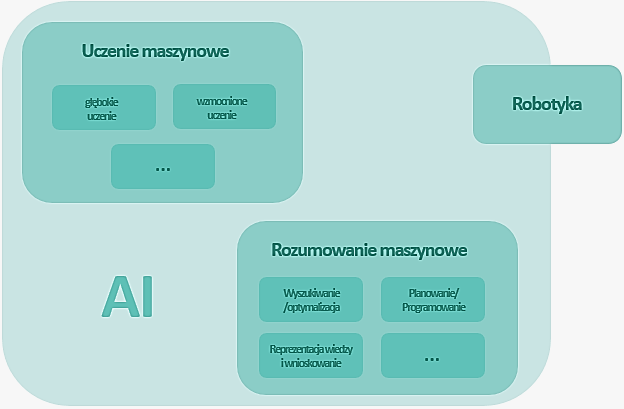 Uczenie maszynowe
głębokie
uczenie
wzmocnione
uczenie
...
Robotyka
AI
Rozumowanie maszynowe
Wyszukiwanie
/optymalizacja
Planowanie/
Programowanie
Reprezentacja wiedzy
i wnioskowanie
...